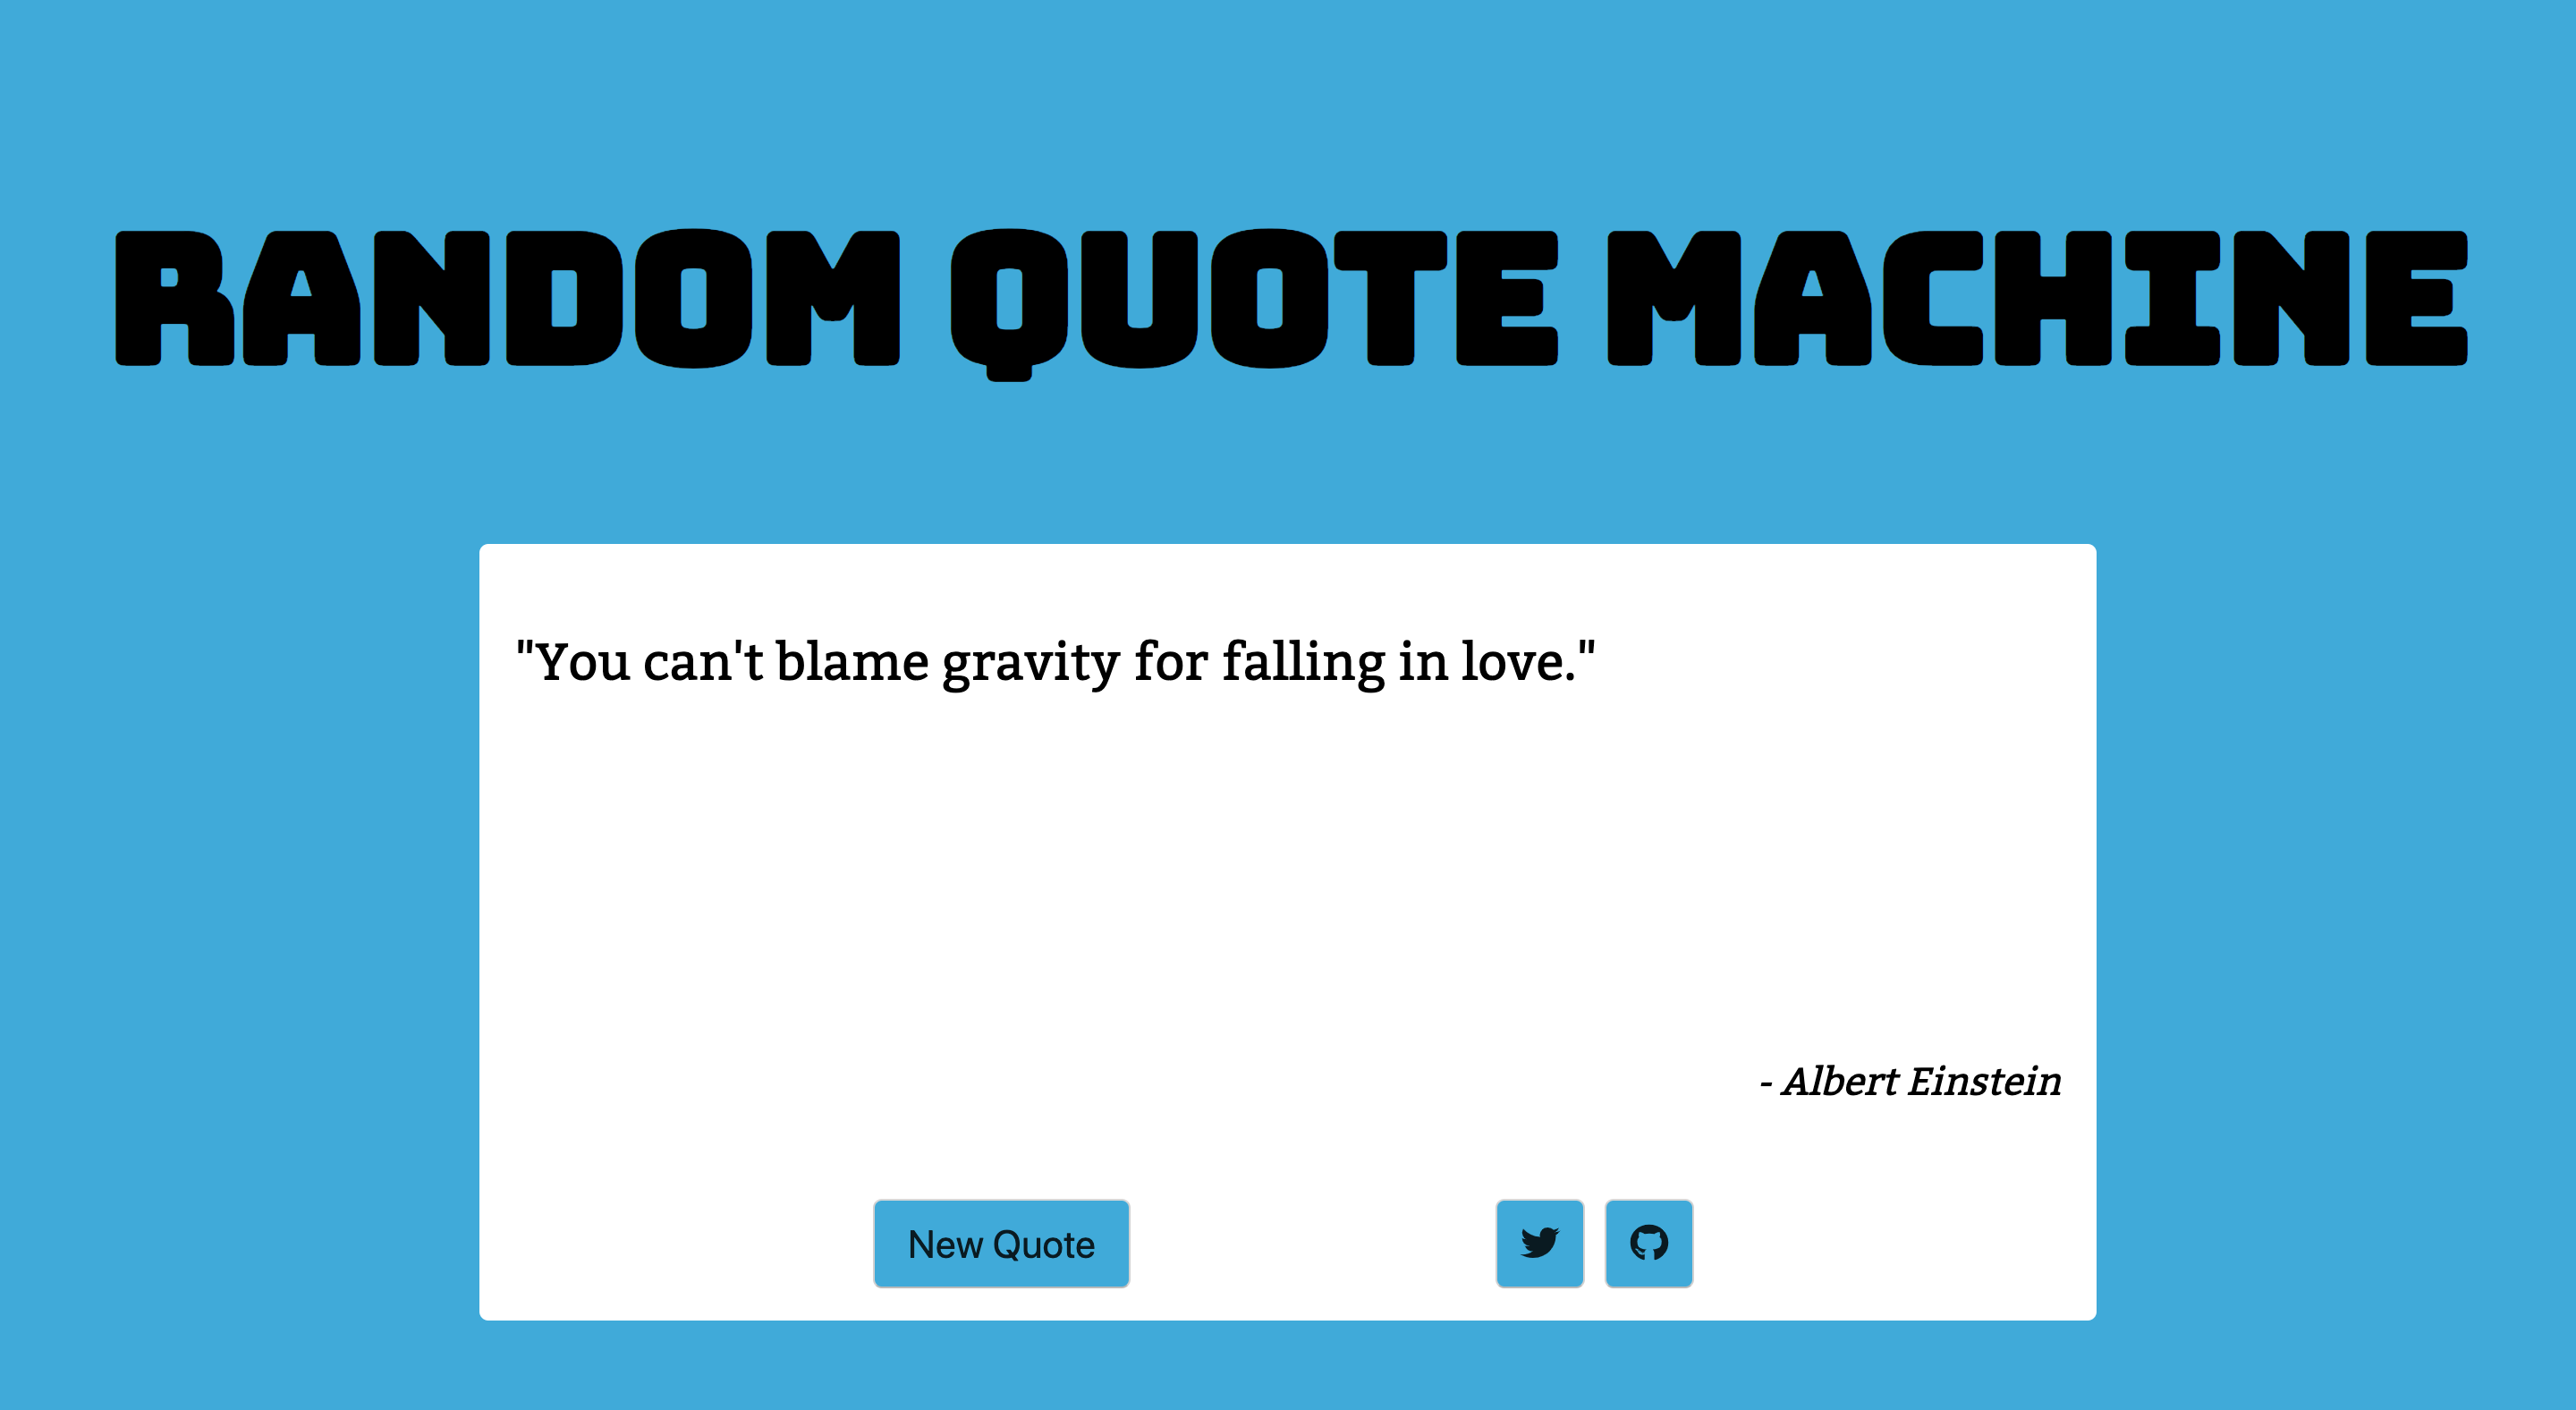 RANDOM QUOTE MACHINE
"You can't blame gravity for falling in love."
- Albert Einstein
New Quote